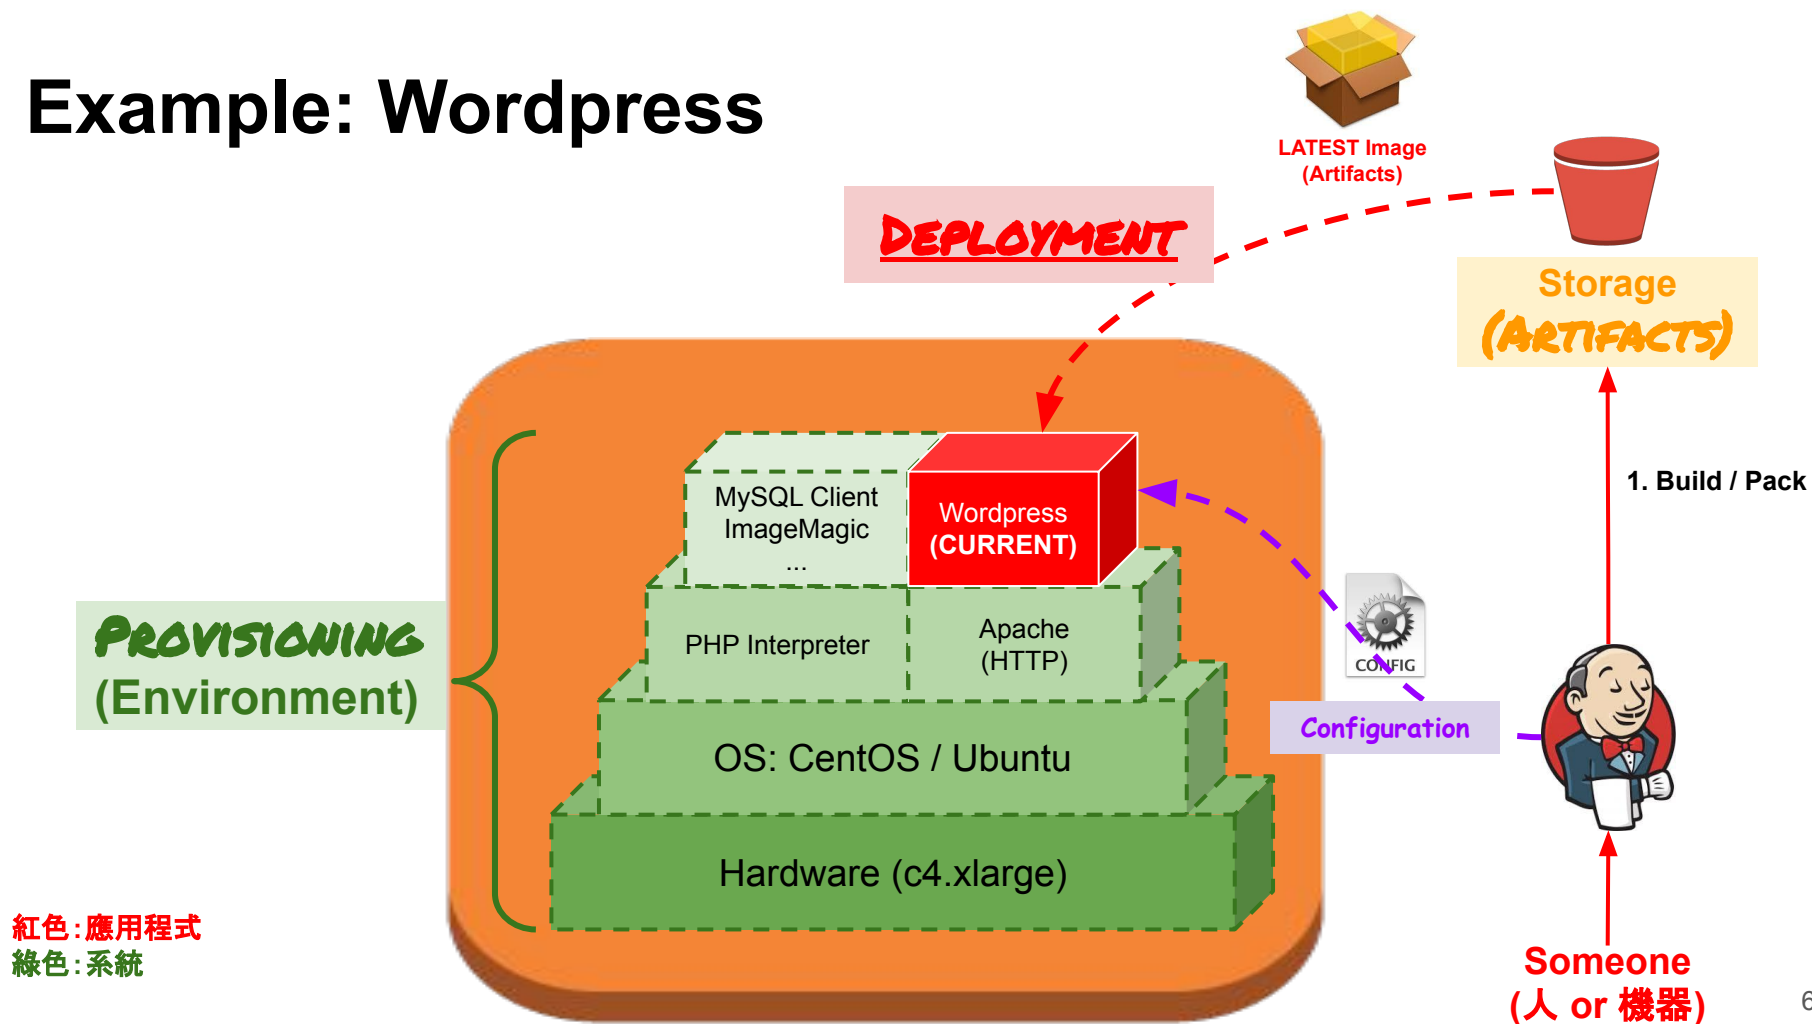 Example: Wordpress
LATEST Image
(Artifacts)
DEPLOYMENT
Storage
(ARTIFACTS)
1. Build / Pack
MySQL Client
ImageMagic
...
Wordpress
(CURRENT)
PROVISIONING
(Environment)
PHP Interpreter
Apache
(HTTP)
CONFIG
Configuration
OS: CentOS / Ubuntu
Hardware (c4.xlarge)
紅色：應用程式
綠色：系統
Someone
(人 or 機器)
6